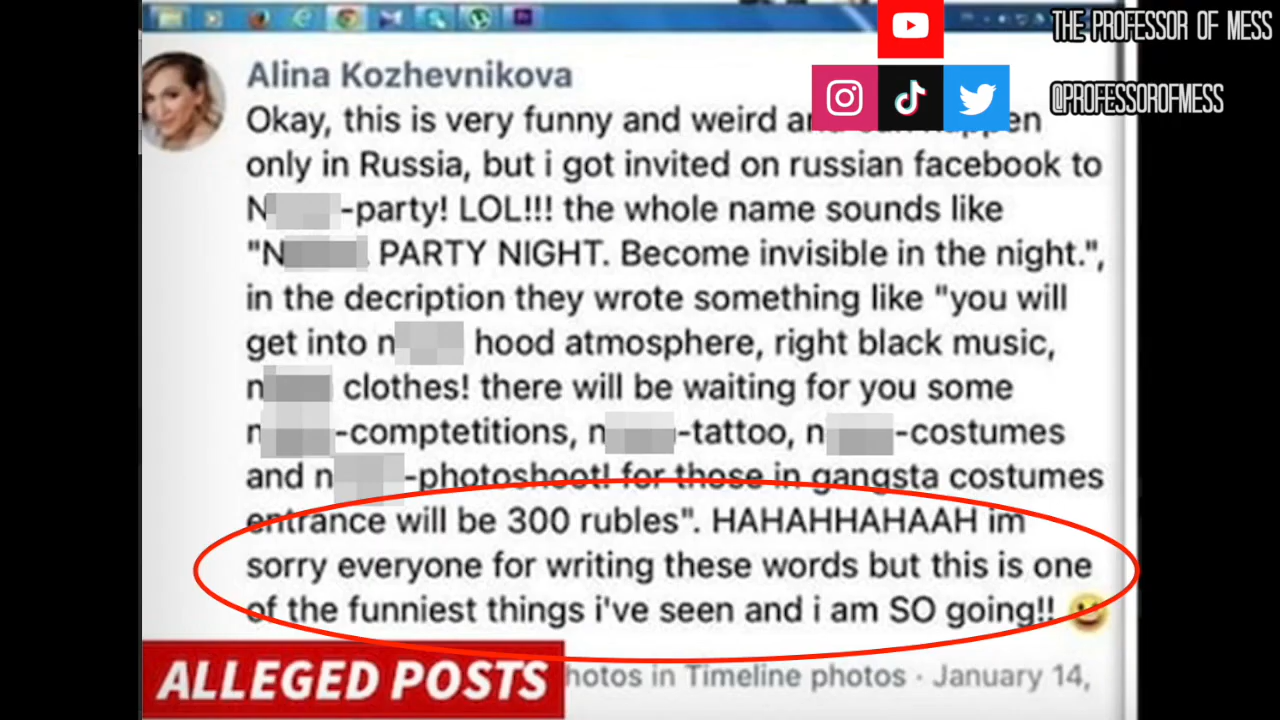 THE PROFESSOR OF MESS
@PROFESSOROFMESS
Alina Kozhevnikova
Okay, this is very funny and weird
only in Russia, but i got invited on russian facebook to
N -party! LOL!!! the whole name sounds like
"N PARTY NIGHT. Become invisible in the night.",
in the decription they wrote something like "you will
get into n hood atmosphere, right black music,
n clothes! there will be waiting for you some
n -comptetitions, n -tattoo, n -costumes
and n -photoshoot! for those in gangsta costumes
entrance will be 300 rubles". HAHAHHAHAAH im
sorry everyone for writing these words but this is one
of the funniest things i've seen and i am SO going!!
ALLEGED POSTS
hotos in Timeline photos · January 14,